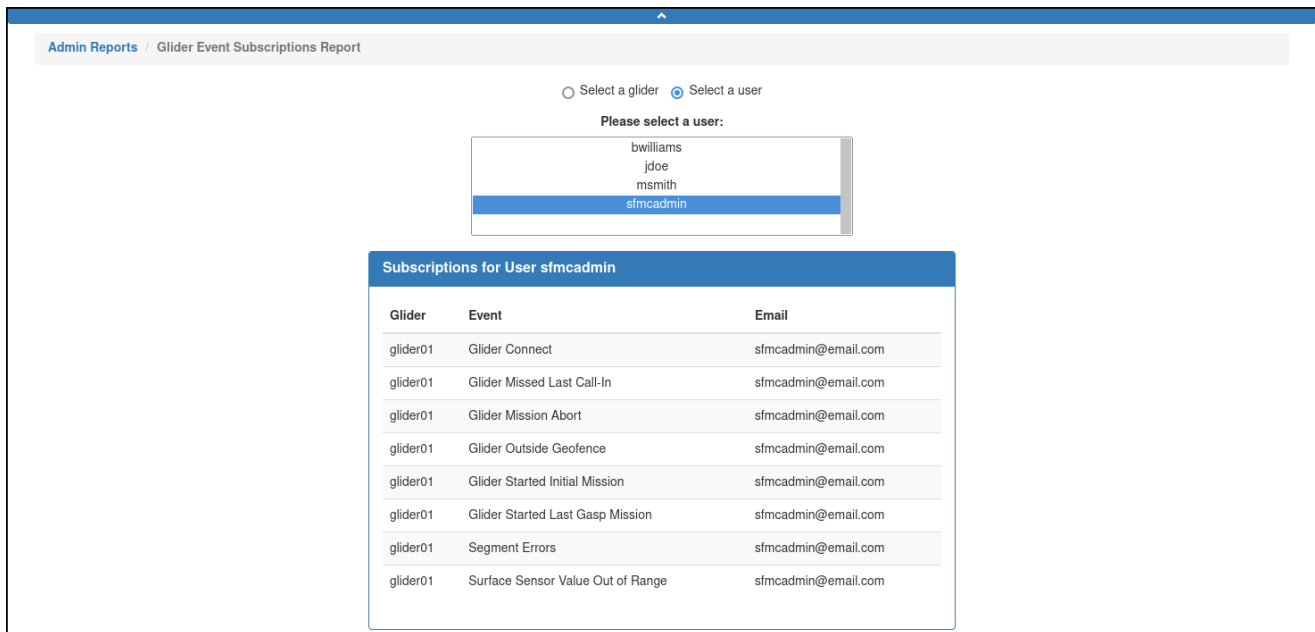 Admin Reports / Glider Event Subscriptions Report
Select a glider Select a user
Please select a user:
bwilliams
jdoe
msmith
sfmcadmin
Subscriptions for User sfmcadmin
Glider Event Email
glider01 Glider Connect sfmcadmin@email.com
glider01 Glider Missed Last Call-In sfmcadmin@email.com
glider01 Glider Mission Abort sfmcadmin@email.com
glider01 Glider Outside Geofence sfmcadmin@email.com
glider01 Glider Started Initial Mission sfmcadmin@email.com
glider01 Glider Started Last Gasp Mission sfmcadmin@email.com
glider01 Segment Errors sfmcadmin@email.com
glider01 Surface Sensor Value Out of Range sfmcadmin@email.com